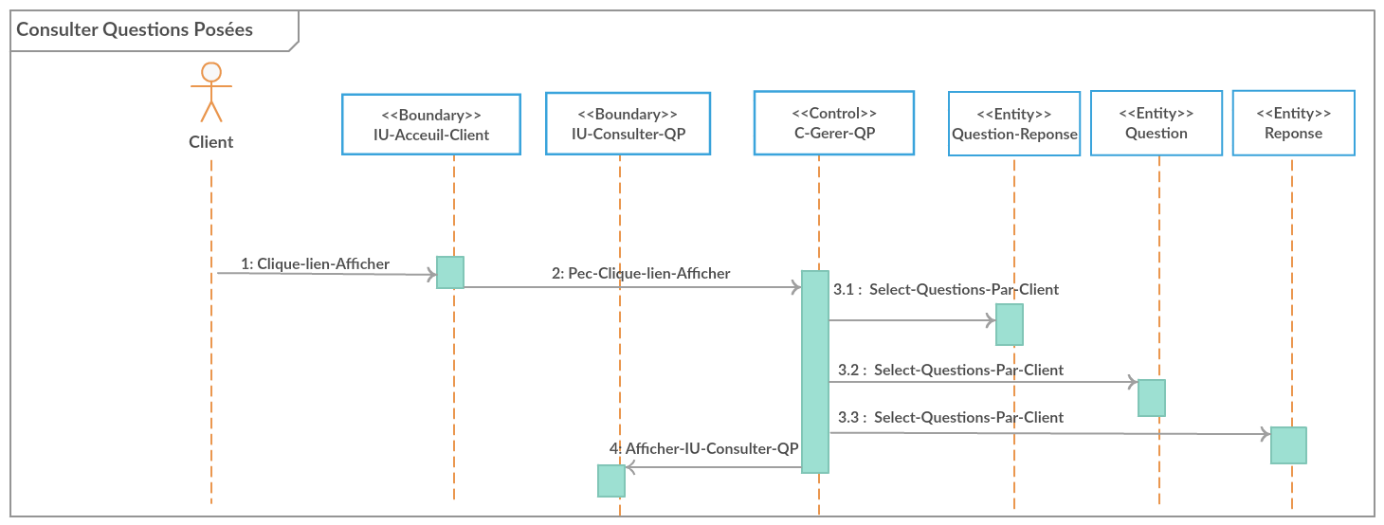 Consulter Questions Posées
Client
<<Boundary>>
IU-Acceuil-Client
<<Boundary>>
IU-Consulter-QP
<<Control>>
C-Gerer-QP
<<Entity>>
Question-Reponse
<<Entity>>
Question
<<Entity>>
Reponse
1: Clique-lien-Afficher
2: Pec-Clique-lien-Afficher
3.1 : Select-Questions-Par-Client
3.2 : Select-Questions-Par-Client
3.3 : Select-Questions-Par-Client
4: Afficher-IU-Consulter-QP